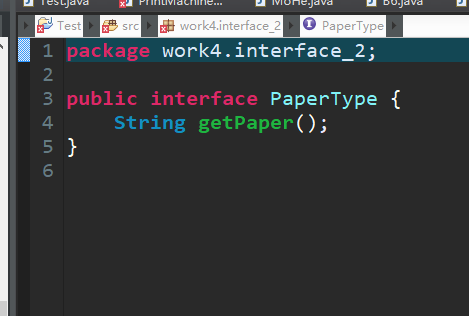 Test.java PrintMachine... MoHe.java B6.java
Test src work4.interface_2 PaperType
1 package work4.interface_2;
2
3 public interface PaperType {
4 String getPaper();
5 }
6